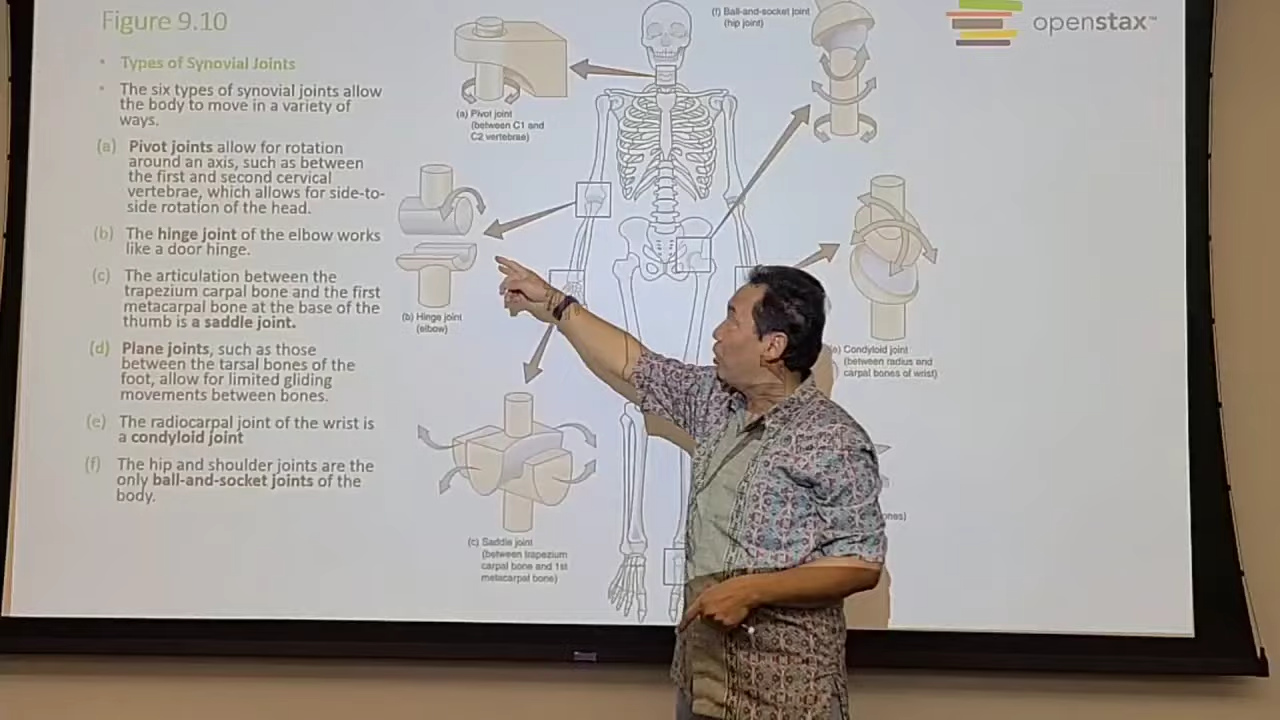 Figure 9.10
Types of Synovial Joints
The six types of synovial joints allow
the body to move in a variety of
ways.
(a) Pivot joints allow for rotation
around an axis, such as between
the first and second cervical
vertebrae, which allows for side-to-
side rotation of the head.
(b) The hinge joint of the elbow works
like a door hinge.
(c) The articulation between the
trapezium carpal bone and the first
metacarpal bone at the base of the
thumb is a saddle joint.
(d) Plane joints, such as those
between the tarsal bones of the
foot, allow for limited gliding
movements between bones.
(e) The radiocarpal joint of the wrist is
a condyloid joint
(f) The hip and shoulder joints are the
only ball-and-socket joints of the
body.
(a) Pivot joint
(between C1 and
C2 vertebrae)
(b) Hinge joint
(elbow)
(c) Saddle joint
(between trapezium
carpal bone and 1st
metacarpal bone)
(f) Ball-and-socket joint
(hip joint)
openstax™
(e) Condyloid joint
(between radius and
carpal bones of wrist)